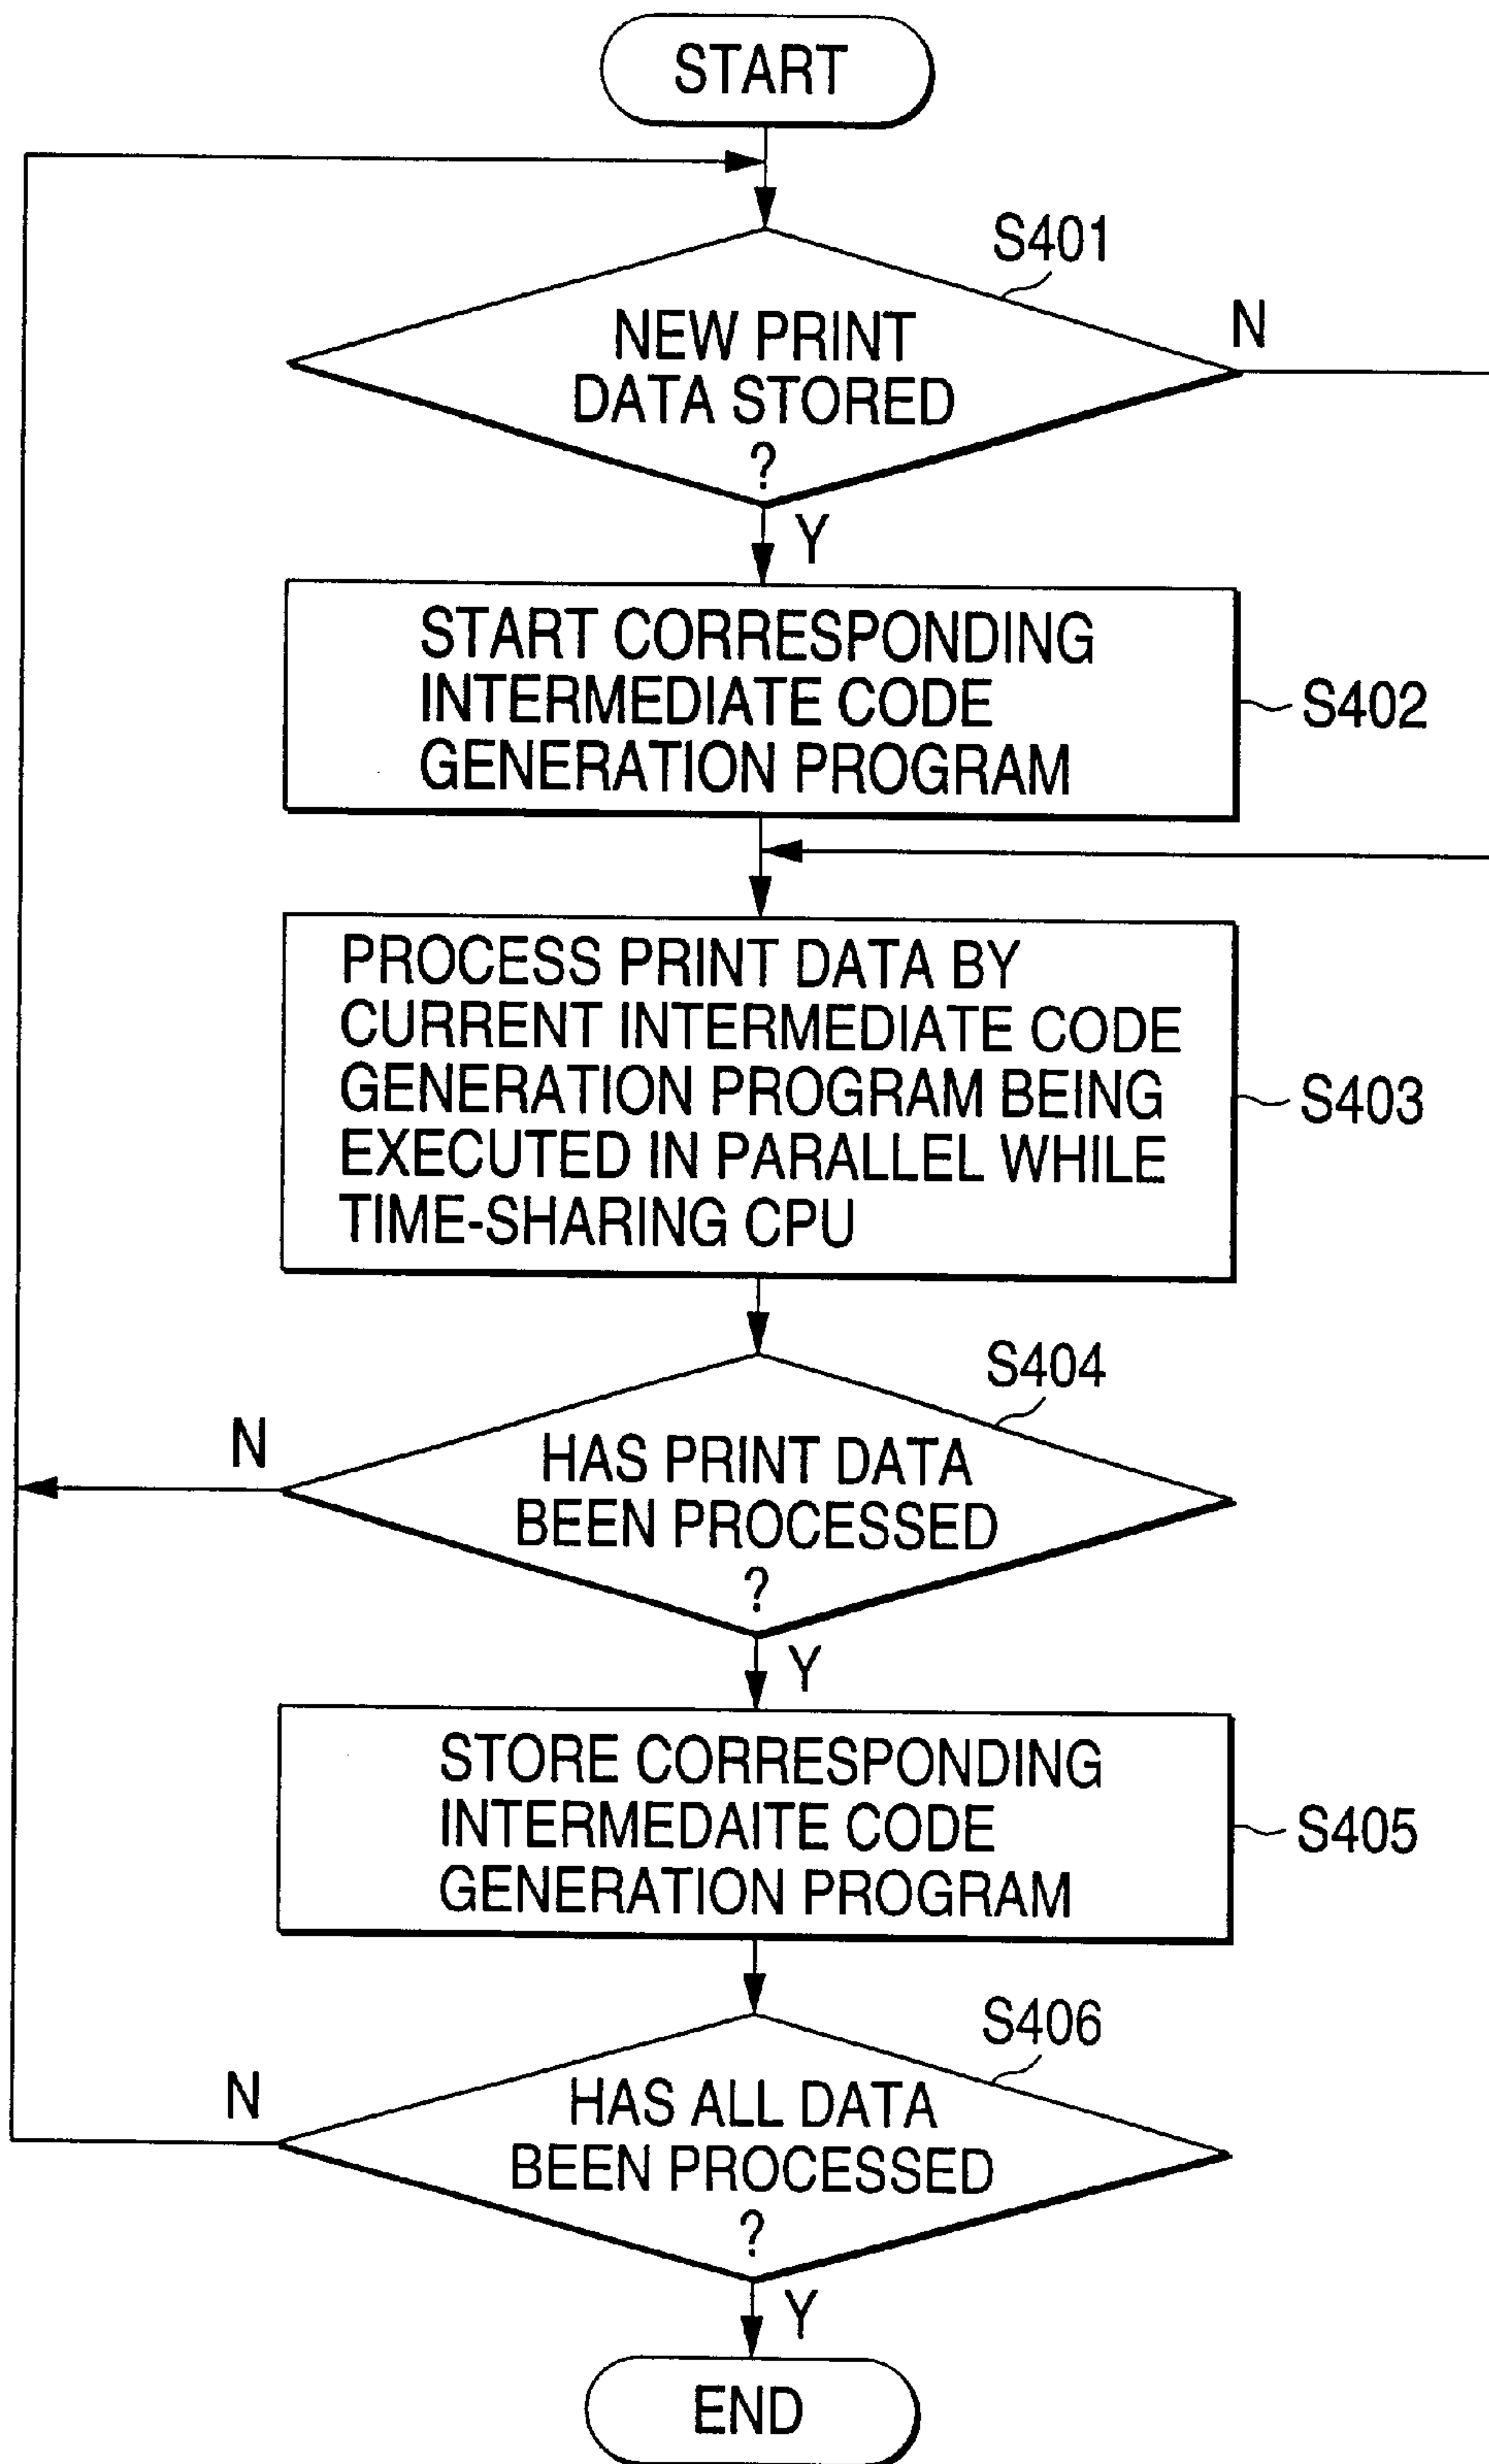 START
S401
NEW PRINT
DATA STORED
?
N
Y
START CORRESPONDING
INTERMEDIATE CODE
GENERATION PROGRAM
S402
PROCESS PRINT DATA BY
CURRENT INTERMEDIATE CODE
GENERATION PROGRAM BEING
EXECUTED IN PARALLEL WHILE
TIME-SHARING CPU
S403
S404
N
HAS PRINT DATA
BEEN PROCESSED
?
Y
STORE CORRESPONDING
INTERMEDAITE CODE
GENERATION PROGRAM
S405
S406
N
HAS ALL DATA
BEEN PROCESSED
?
Y
END